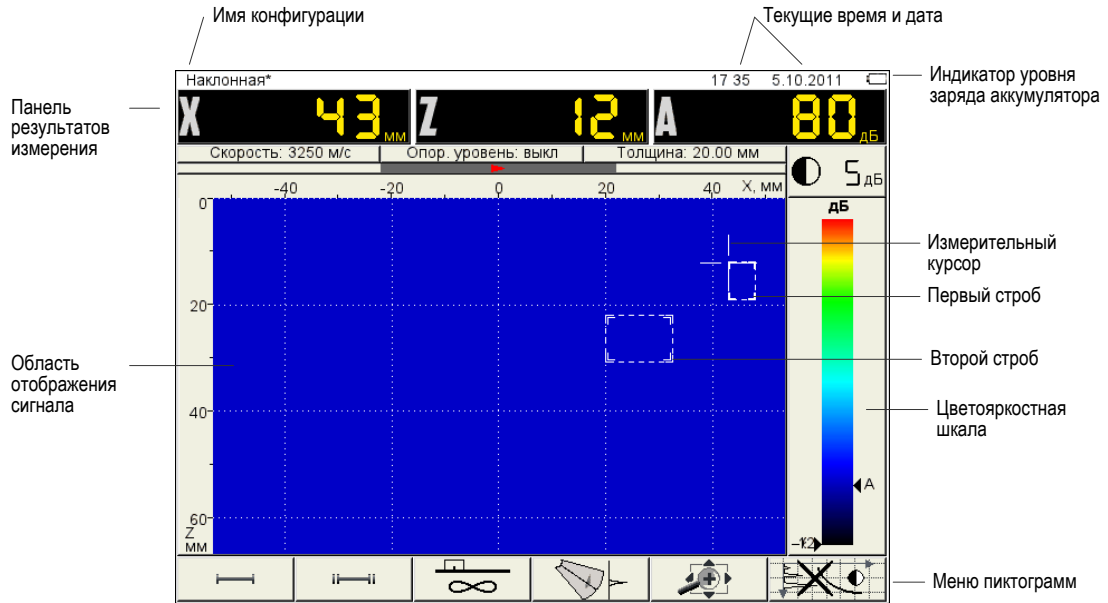 Имя конфигурации
Текущие время и дата
Наклонная*
17 35 5.10.2011
Индикатор уровня
заряда аккумулятора
Панель
результатов
измерения
X 43 мм
Z 12 мм
A 80 дБ
Скорость: 3250 м/с
Опор. уровень: выкл
Толщина: 20.00 мм
5 дБ
-40 -20 0 20 40 X, мм
дБ
0
20
40
60
Z
мм
Измерительный
курсор
Первый строб
Второй строб
Область
отображения
сигнала
Цветояркостная
шкала
A
Меню пиктограмм